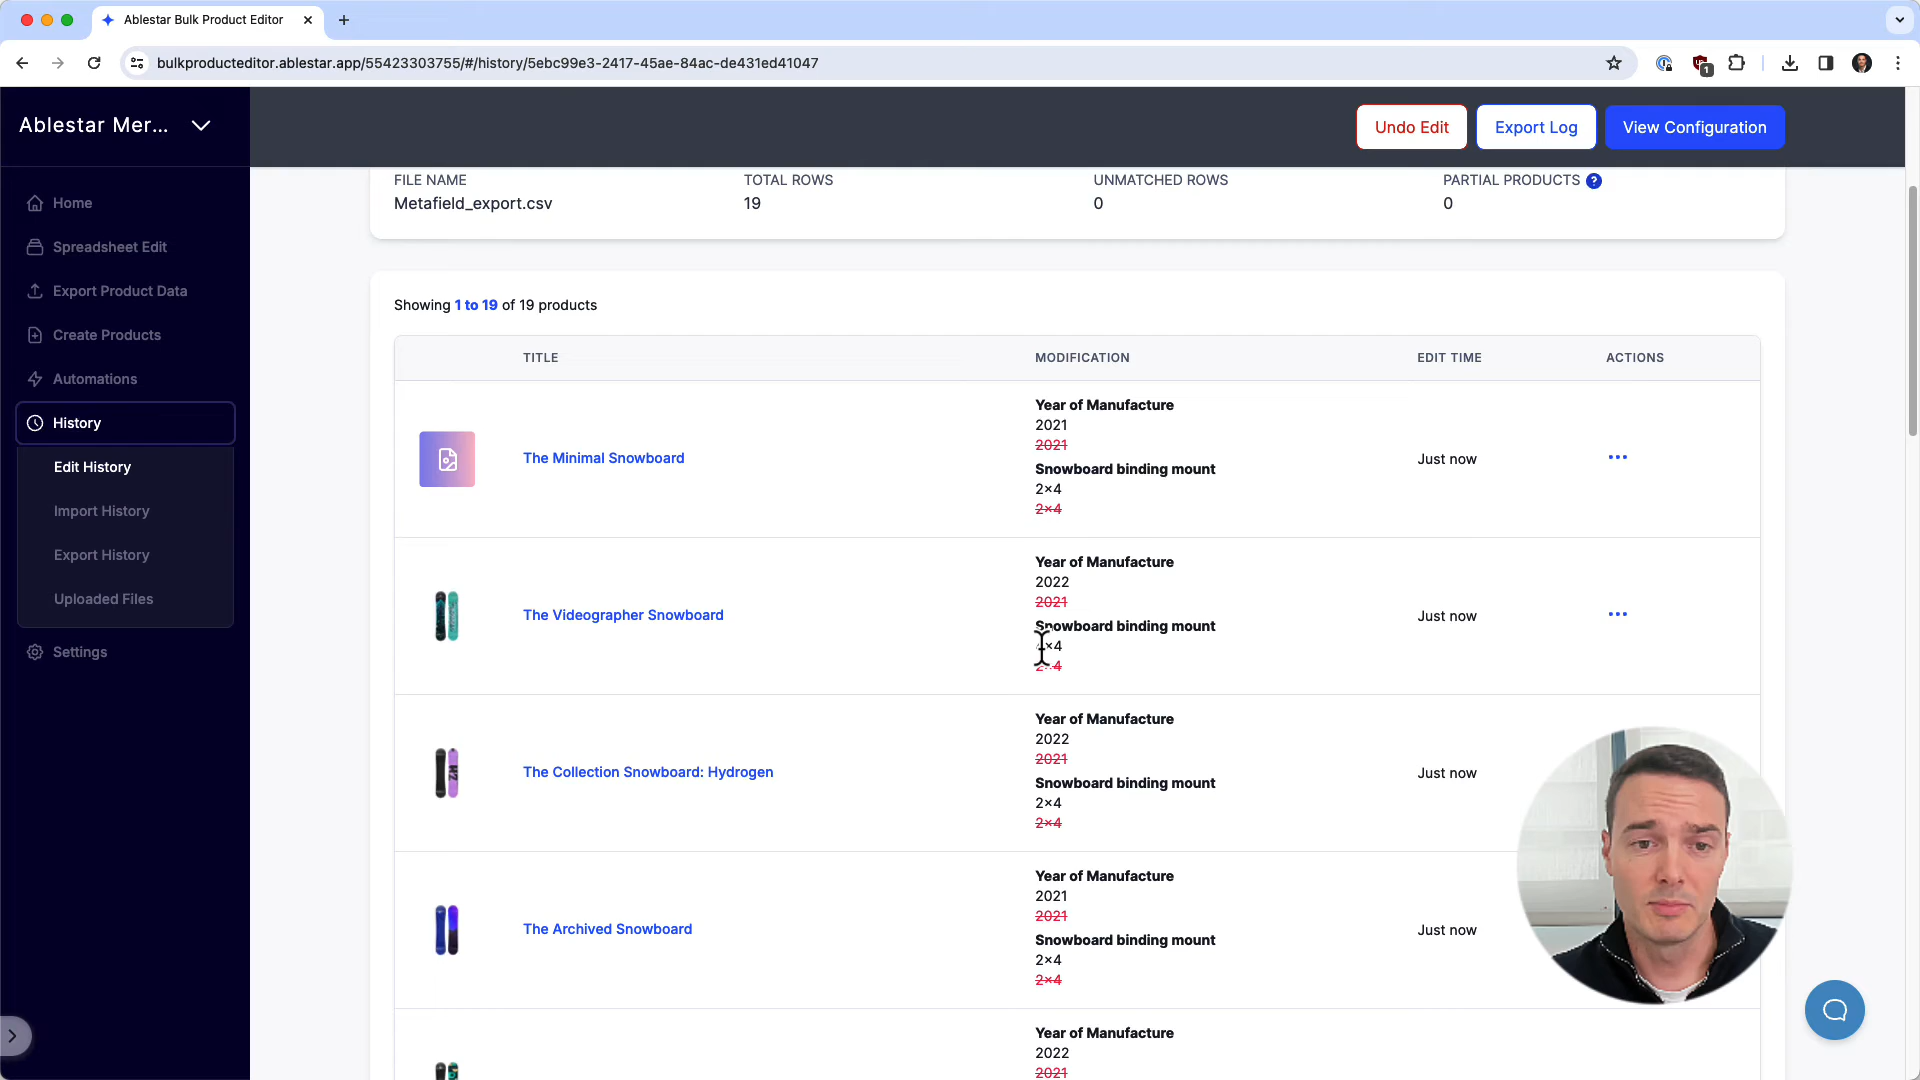 Ablestar Bulk Product Editor
bulkproducteditor.ablestar.app/55423303755/#/history/5ebc99e3-2417-45ae-84ac-de431ed41047
1
Ablestar Mer...
Undo Edit
Export Log
View Configuration
Home
Spreadsheet Edit
Export Product Data
Create Products
Automations
History
Edit History
Import History
Export History
Uploaded Files
Settings
FILE NAME
Metafield_export.csv
TOTAL ROWS
19
UNMATCHED ROWS
0
PARTIAL PRODUCTS ?
0
Showing 1 to 19 of 19 products
TITLE MODIFICATION EDIT TIME ACTIONS
The Minimal Snowboard
Year of Manufacture
2021
2021
Snowboard binding mount
2×4
2×4
Just now
The Videographer Snowboard
Year of Manufacture
2022
2021
Snowboard binding mount
×4
2×4
Just now
The Collection Snowboard: Hydrogen
Year of Manufacture
2022
2021
Snowboard binding mount
2×4
2×4
Just now
The Archived Snowboard
Year of Manufacture
2021
2021
Snowboard binding mount
2×4
2×4
Just now
Year of Manufacture
2022
2021